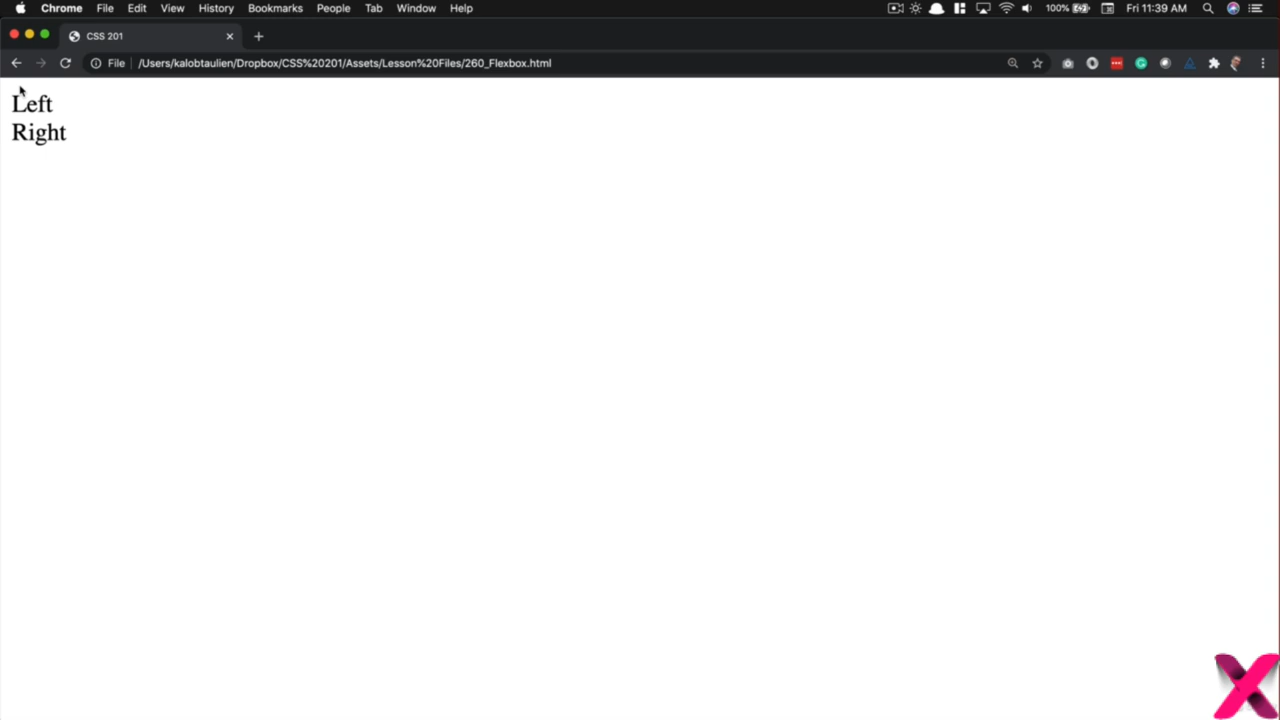 Chrome File Edit View History Bookmarks People Tab Window Help 100% Fri 11:39 AM
CSS 201
File /Users/kalobtaulien/Dropbox/CSS%20201/Assets/Lesson%20Files/260_Flexbox.html
Left
Right
X